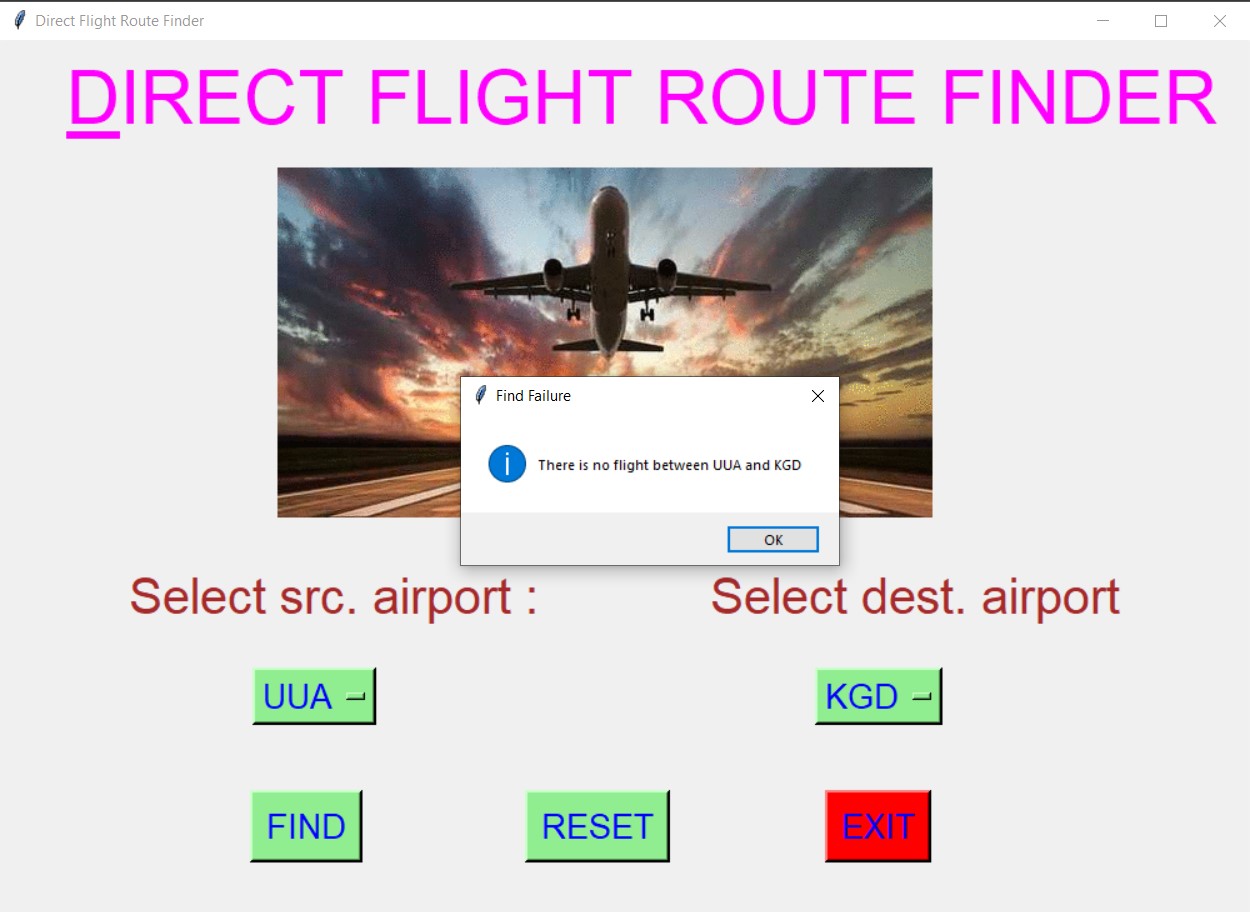 Direct Flight Route Finder
DIRECT FLIGHT ROUTE FINDER
Find Failure
There is no flight between UUA and KGD
OK
Select src. airport :
Select dest. airport
UUA
KGD
FIND
RESET
EXIT